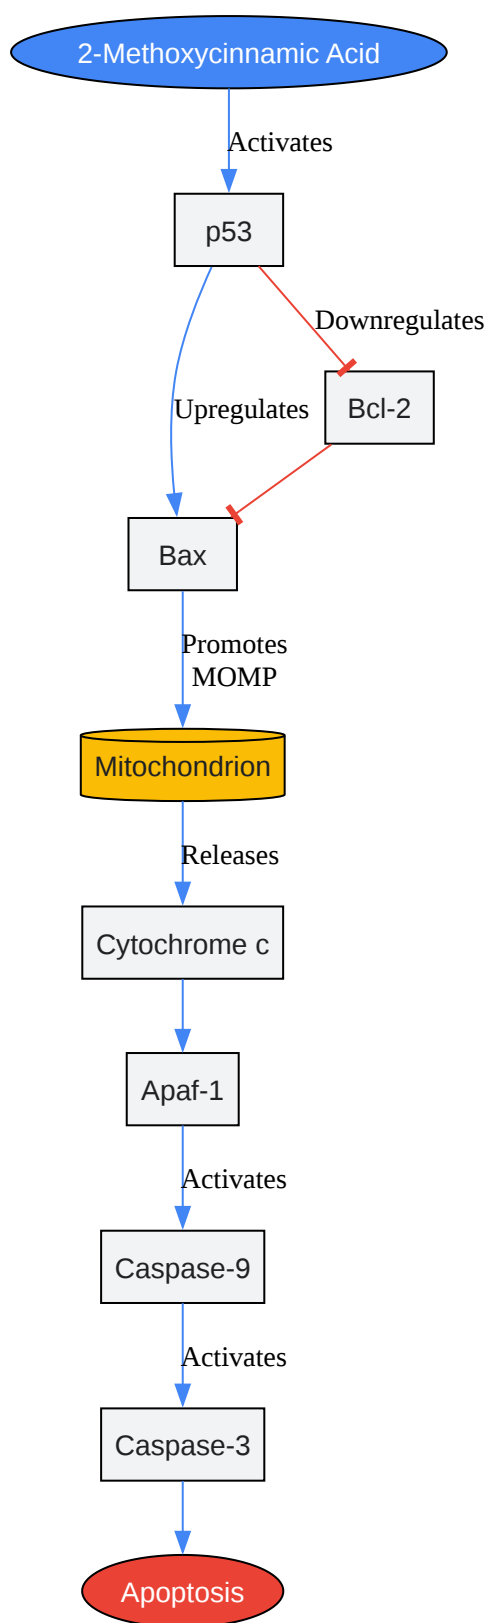 2-Methoxycinnamic Acid
Activates
p53
Downregulates
Upregulates
Bcl-2
Bax
Promotes
MOMP
Mitochondrion
Releases
Cytochrome c
Apaf-1
Activates
Caspase-9
Activates
Caspase-3
Apoptosis